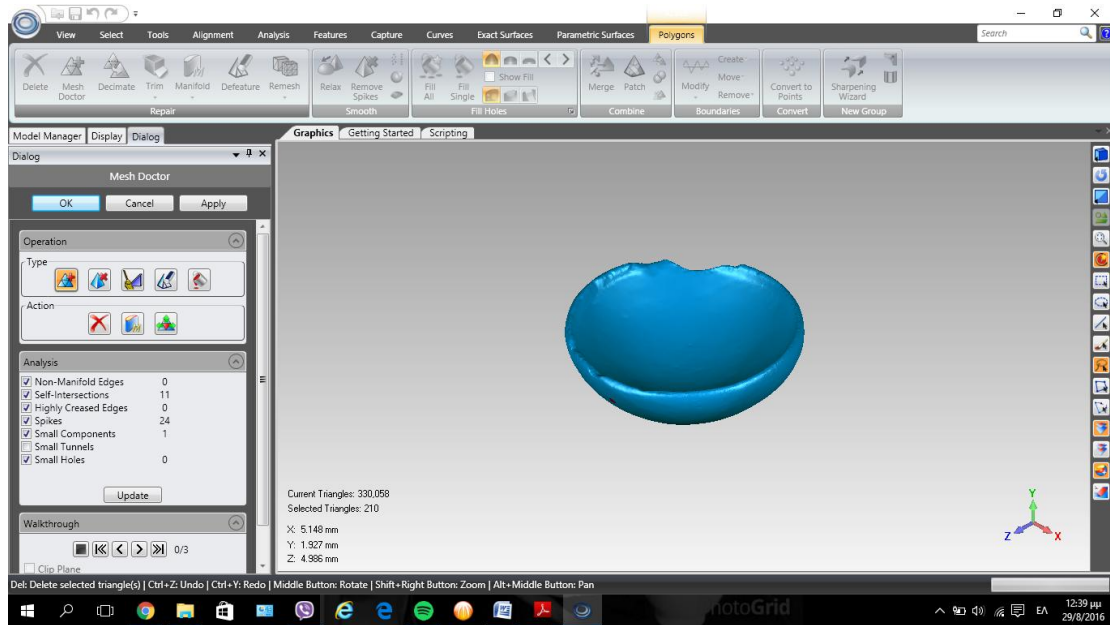 View Select Tools Alignment Analysis Features Capture Curves Exact Surfaces Parametric Surfaces Polygons Search
Delete Mesh Doctor Decimate Trim Manifold Defeature Remesh
Repair
Relax Remove Spikes
Smooth
Fill All Fill Single Show Fill
Fill Holes
Merge Patch
Combine
Modify Create Move Remove
Boundaries
Convert to Points
Convert
Sharpening Wizard
New Group
Model Manager Display Dialog
Graphics Getting Started Scripting
Dialog
Mesh Doctor
OK Cancel Apply
Operation
Type
Action
Analysis
Non-Manifold Edges 0
Self-Intersections 11
Highly Creased Edges 0
Spikes 24
Small Components 1
Small Tunnels
Small Holes 0
Update
Walkthrough
0/3
Clip Plane
Current Triangles: 330,058
Selected Triangles: 210
X: 5.148 mm
Y: 1.927 mm
Z: 4.986 mm
Y
Z X
Del: Delete selected triangle(s) | Ctrl+Z: Undo | Ctrl+Y: Redo | Middle Button: Rotate | Shift+Right Button: Zoom | Alt+Middle Button: Pan
hotoGrid
ΕΛ 12:39 μμ
29/8/2016